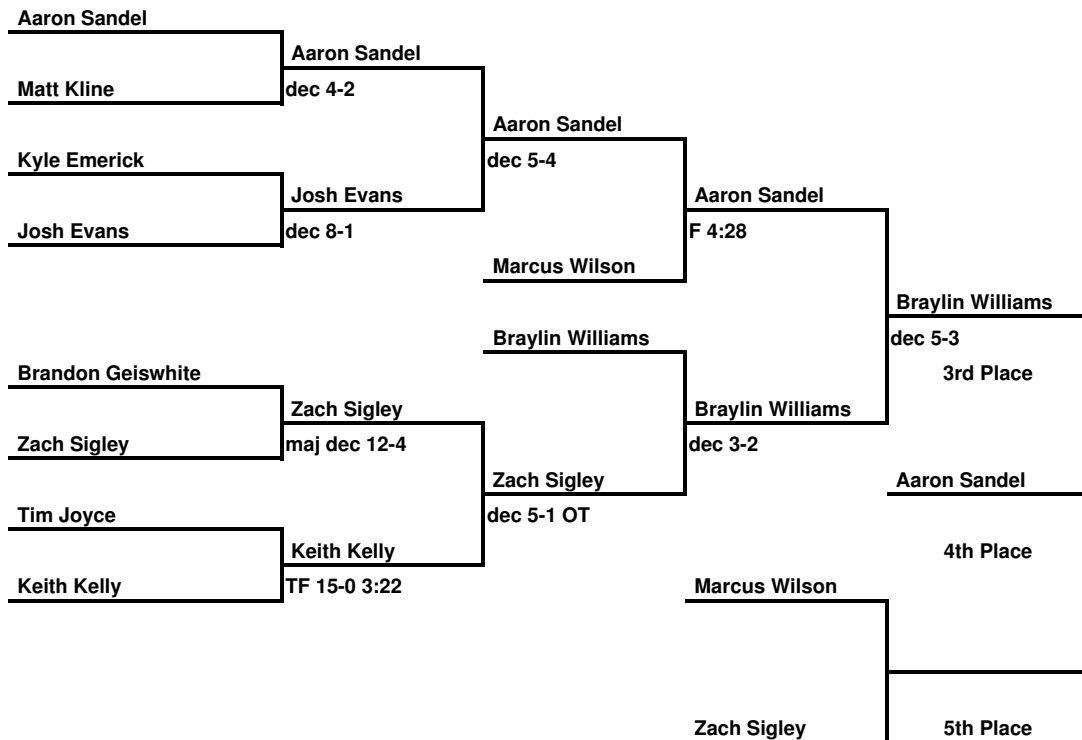 Aaron Sandel
Aaron Sandel
Matt Kline
dec 4-2
Aaron Sandel
Kyle Emerick
dec 5-4
Josh Evans
Aaron Sandel
Josh Evans
dec 8-1
F 4:28
Marcus Wilson
Braylin Williams
Braylin Williams
dec 5-3
Brandon Geiswhite
3rd Place
Zach Sigley
Braylin Williams
Zach Sigley
maj dec 12-4
dec 3-2
Zach Sigley
Aaron Sandel
Tim Joyce
dec 5-1 OT
Keith Kelly
4th Place
Keith Kelly
TF 15-0 3:22
Marcus Wilson
Zach Sigley
5th Place